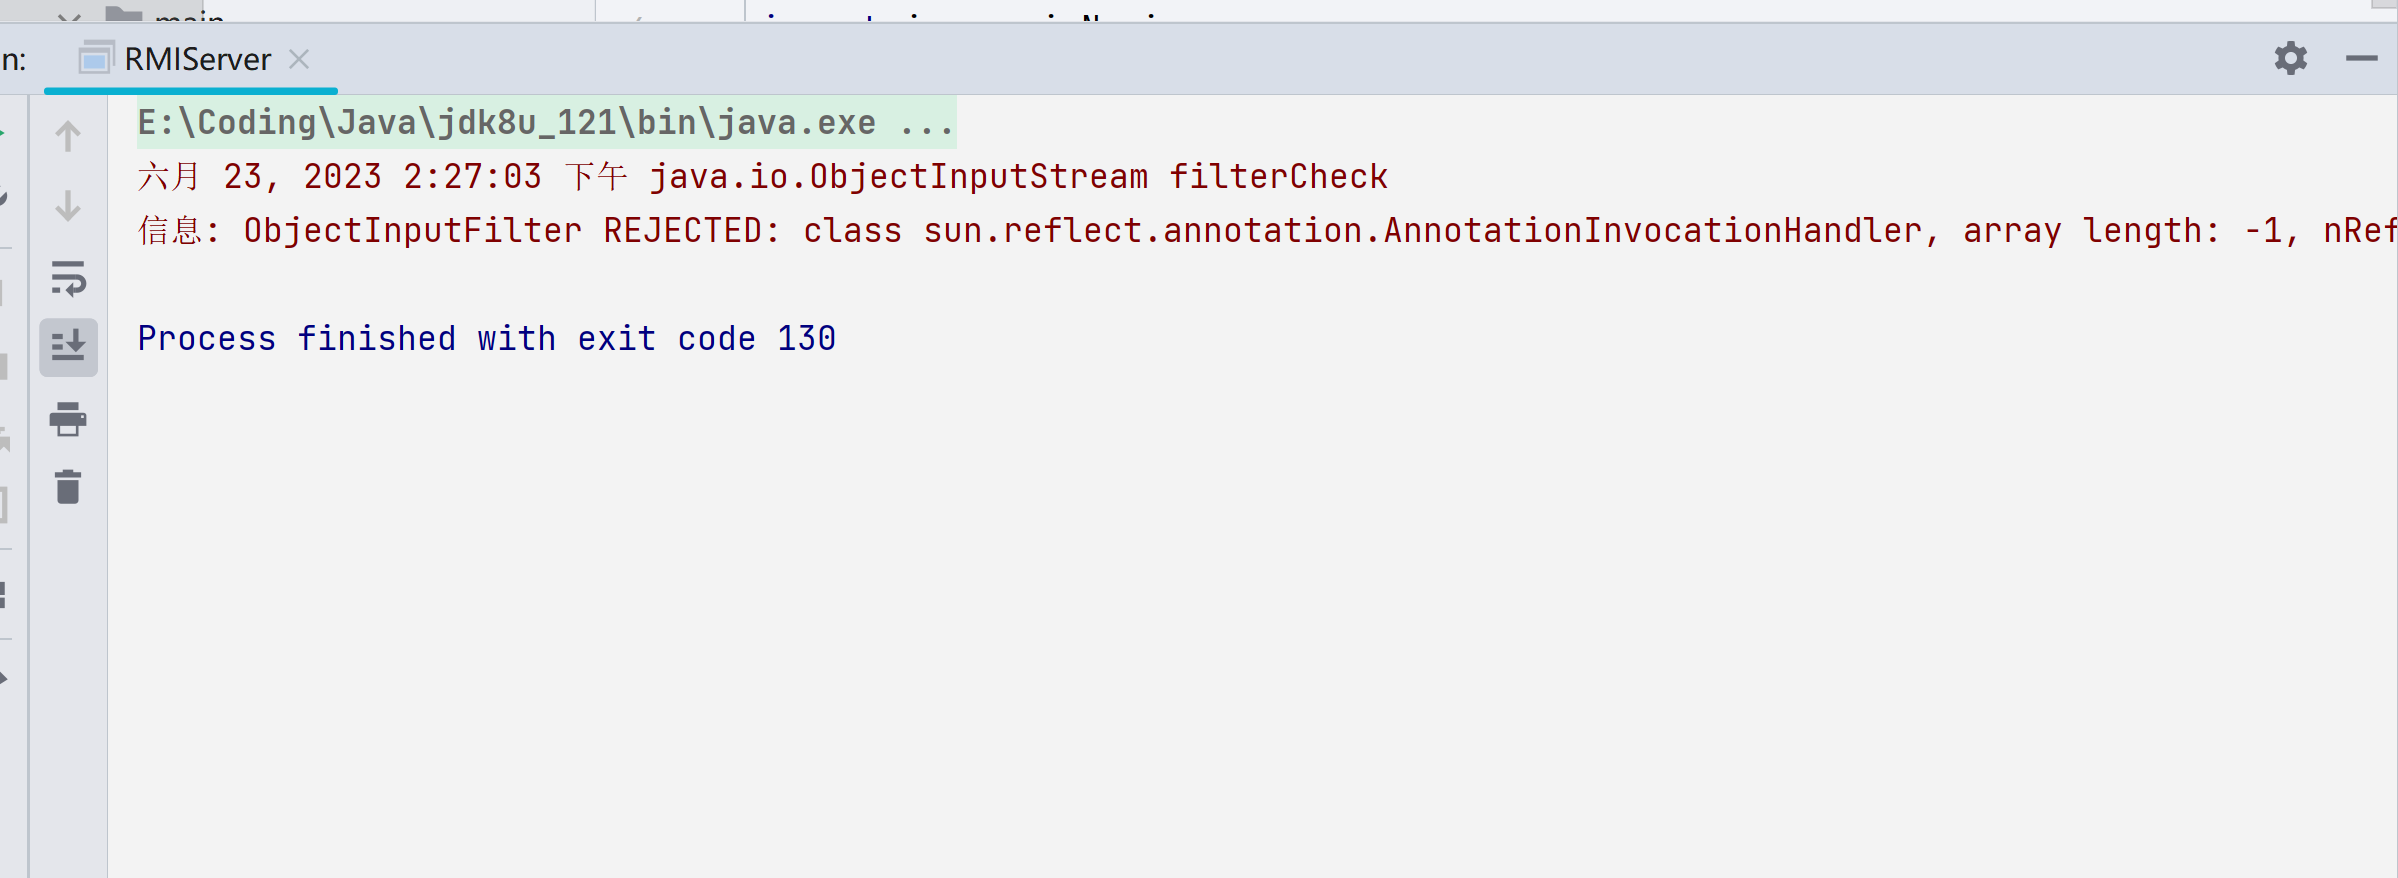 n:
RMIServer
E:\Coding\Java\jdk8u_121\bin\java.exe ...
六月 23, 2023 2:27:03 下午 java.io.ObjectInputStream filterCheck
信息: ObjectInputFilter REJECTED: class sun.reflect.annotation.AnnotationInvocationHandler, array length: -1, nRef
Process finished with exit code 130